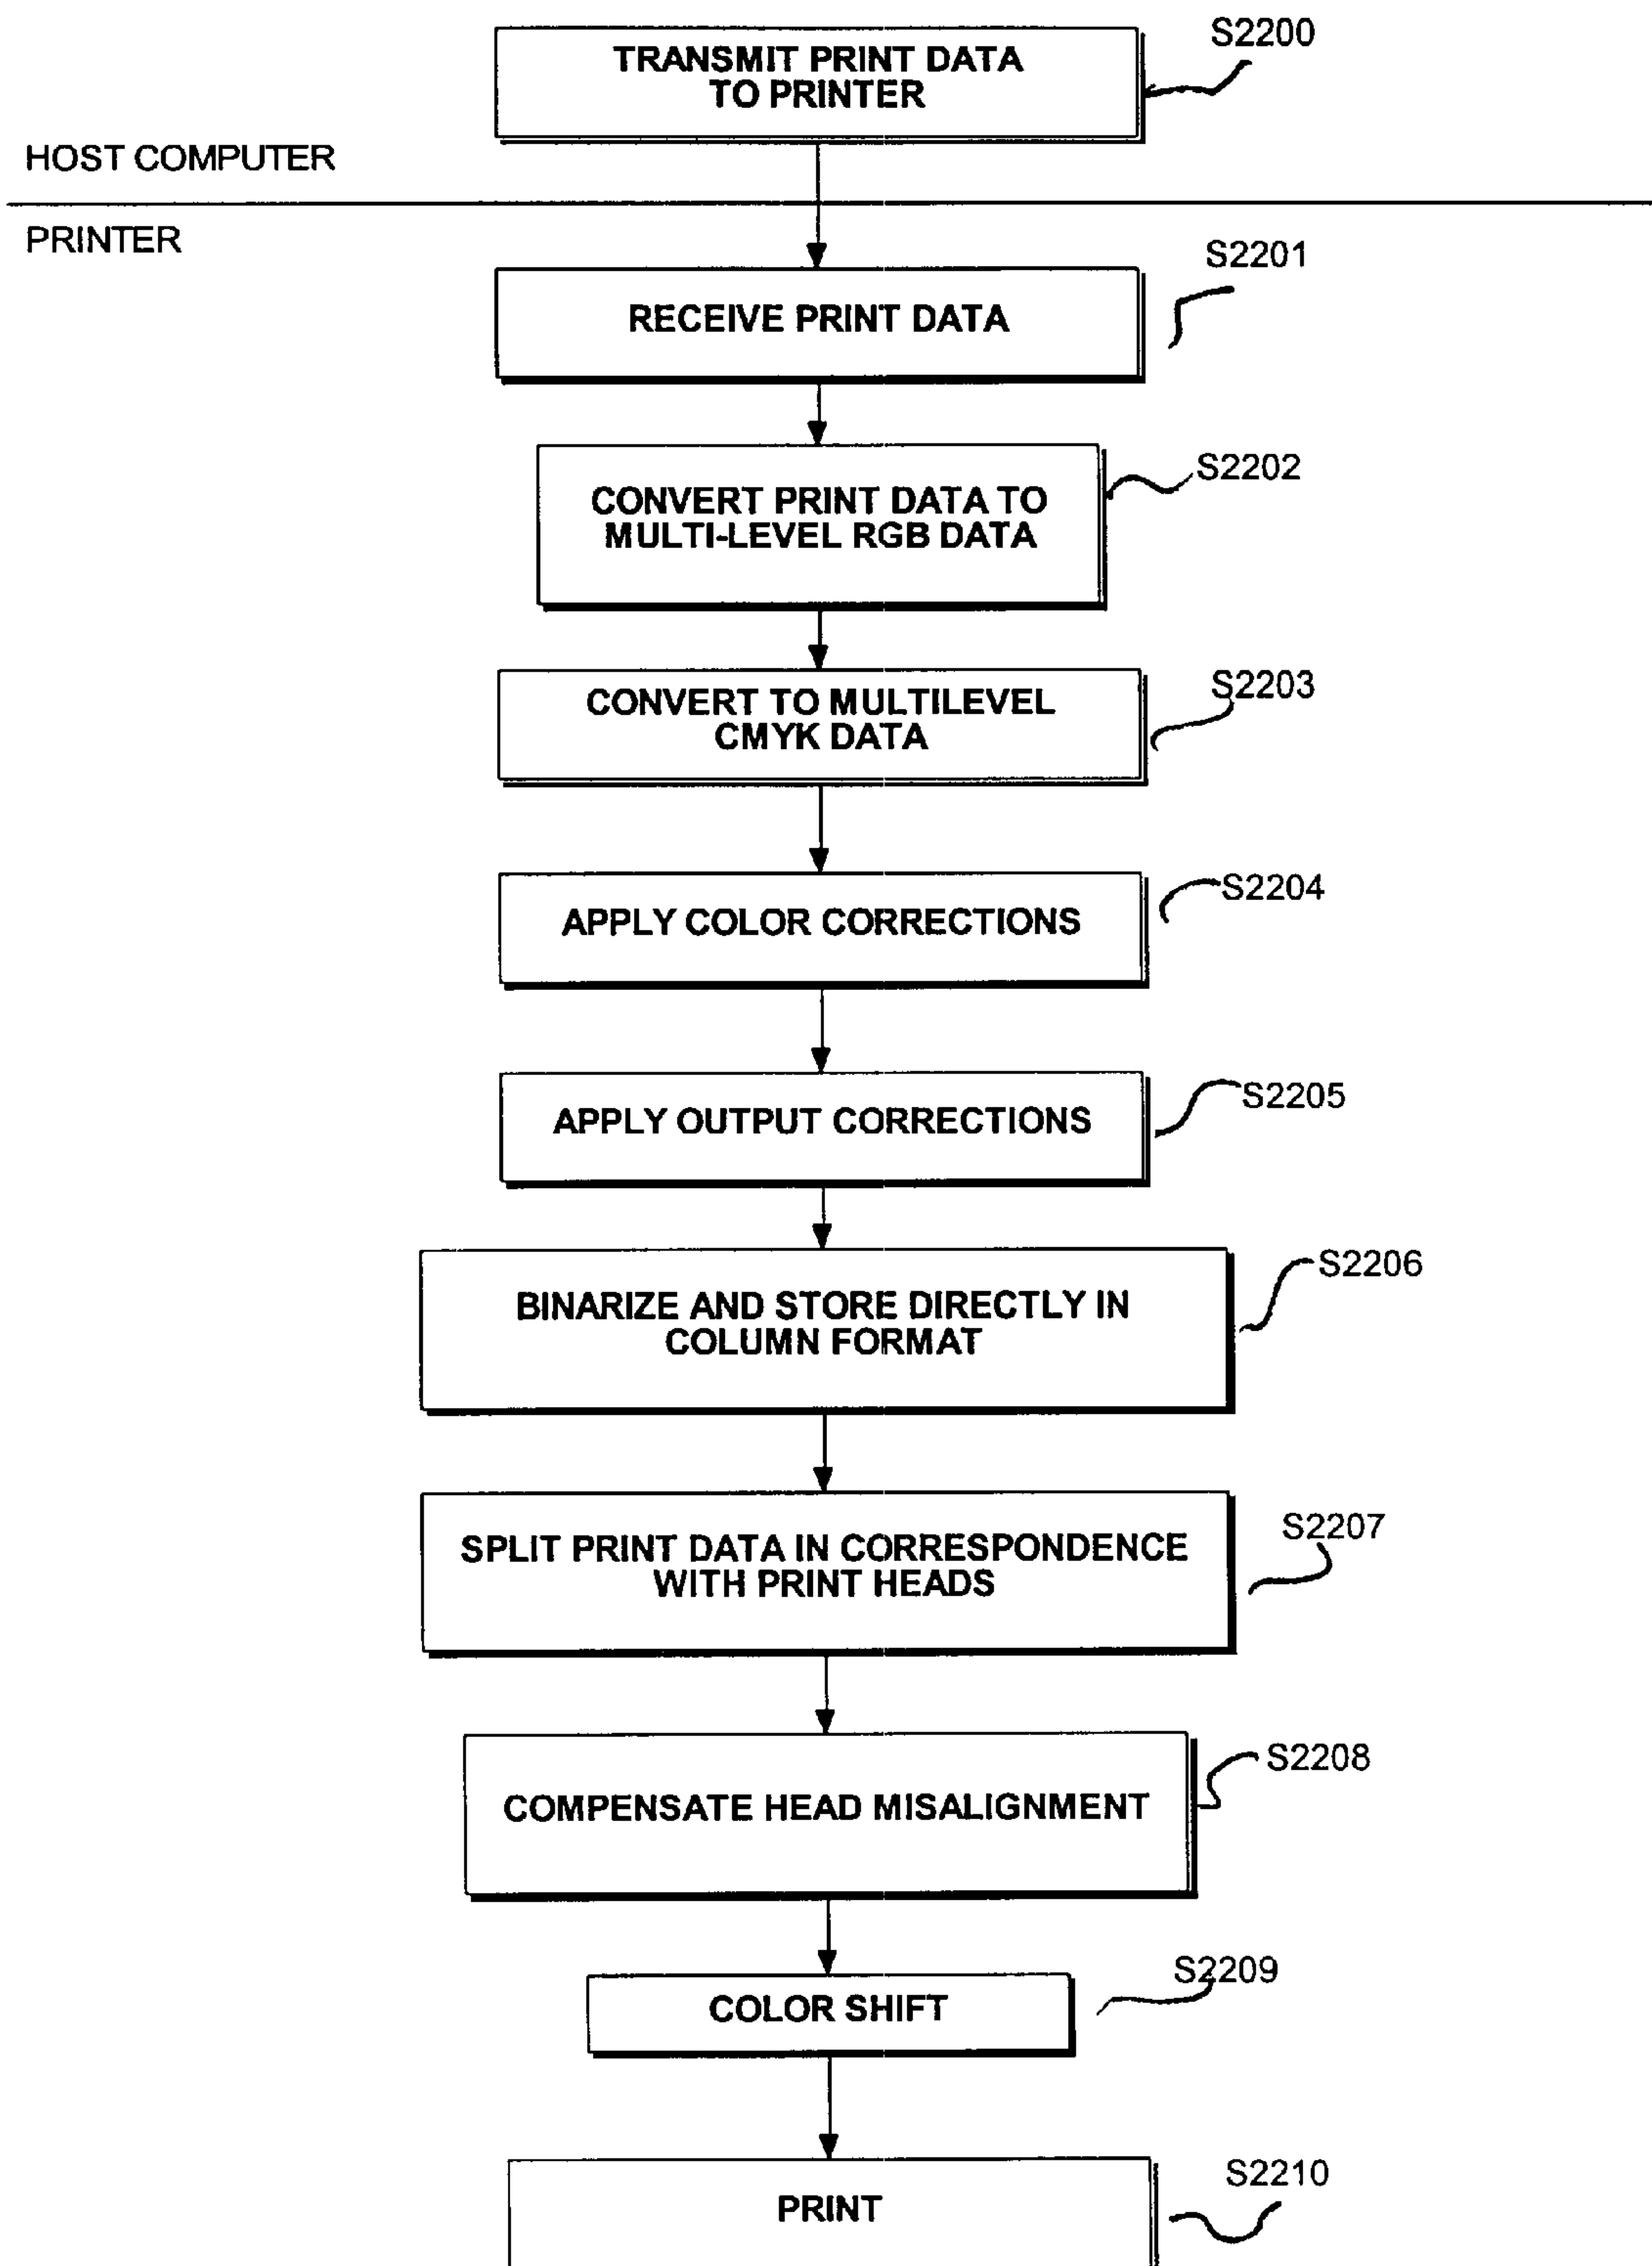 S2200
TRANSMIT PRINT DATA
TO PRINTER
HOST COMPUTER
PRINTER
S2201
RECEIVE PRINT DATA
S2202
CONVERT PRINT DATA TO
MULTI-LEVEL RGB DATA
S2203
CONVERT TO MULTILEVEL
CMYK DATA
S2204
APPLY COLOR CORRECTIONS
S2205
APPLY OUTPUT CORRECTIONS
S2206
BINARIZE AND STORE DIRECTLY IN
COLUMN FORMAT
S2207
SPLIT PRINT DATA IN CORRESPONDENCE
WITH PRINT HEADS
S2208
COMPENSATE HEAD MISALIGNMENT
S2209
COLOR SHIFT
S2210
PRINT